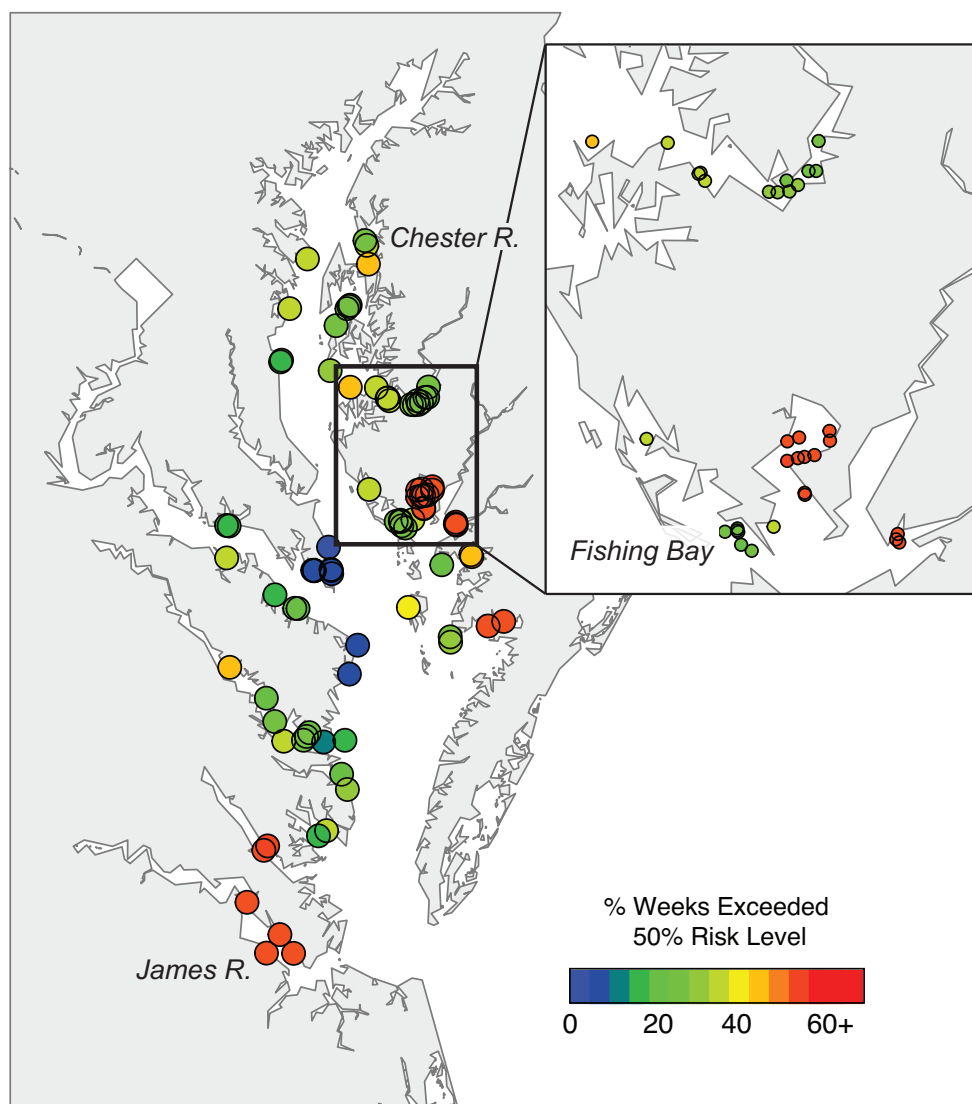 Chester R.
Fishing Bay
James R.
% Weeks Exceeded
50% Risk Level
0 20 40 60+